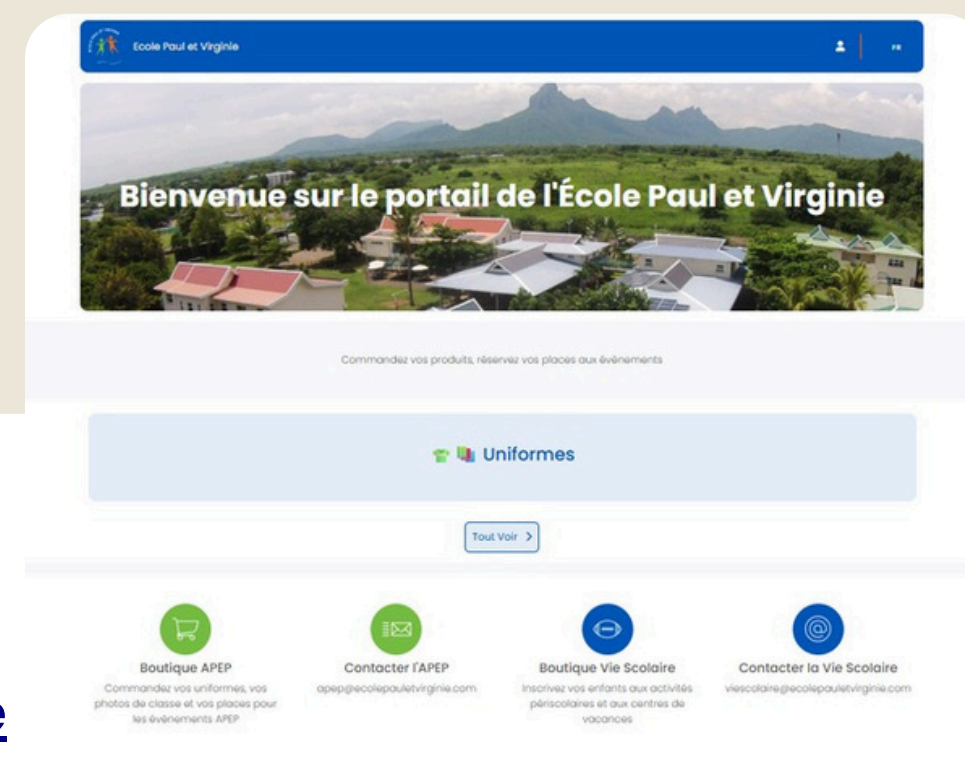 Ecole Paul et Virginie
FR
Bienvenue sur le portail de l'École Paul et Virginie
Commandez vos produits, réservez vos places aux évènements
Uniformes
Tout Voir
Boutique APEP
Commandez vos uniformes, vos
photos de classe et vos places pour
les évènements APEP
Contacter l'APEP
apep@ecolepauletvirginie.com
Boutique Vie Scolaire
Inscrivez vos enfants aux activités
périscolaires et aux centres de
vacances
Contacter la Vie Scolaire
viescolaire@ecolepauletvirginie.com
e